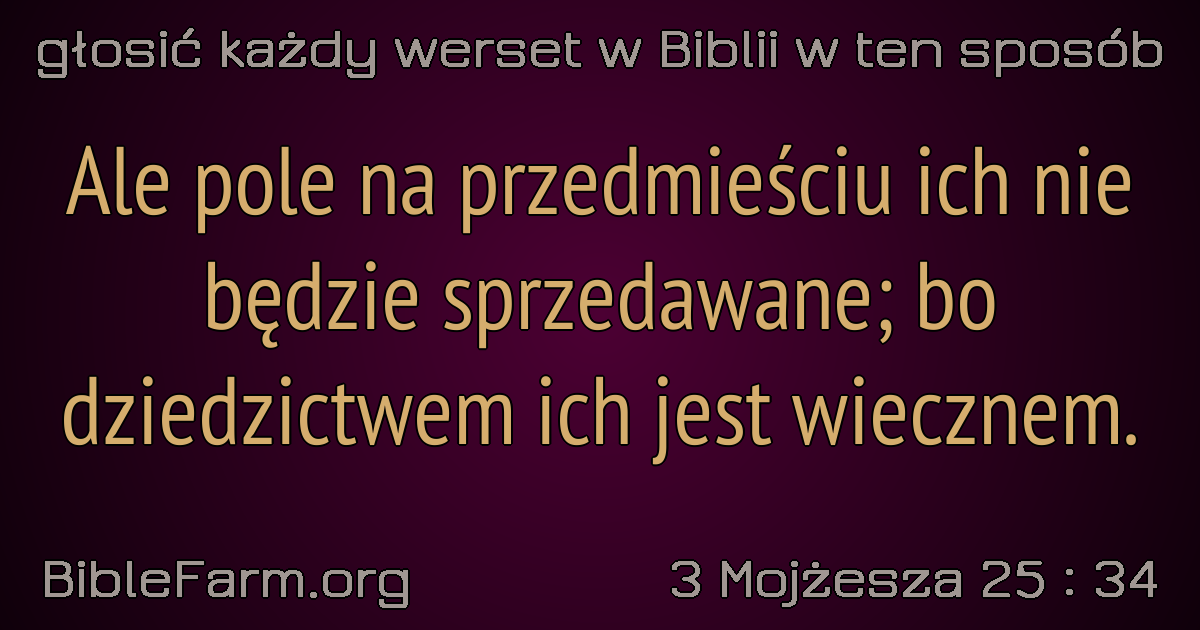 głosić każdy werset w Biblii w ten sposób
Ale pole na przedmieściu ich nie
będzie sprzedawane; bo
dziedzictwem ich jest wiecznem.
BibleFarm.org
3 Mojżesza 25 : 34